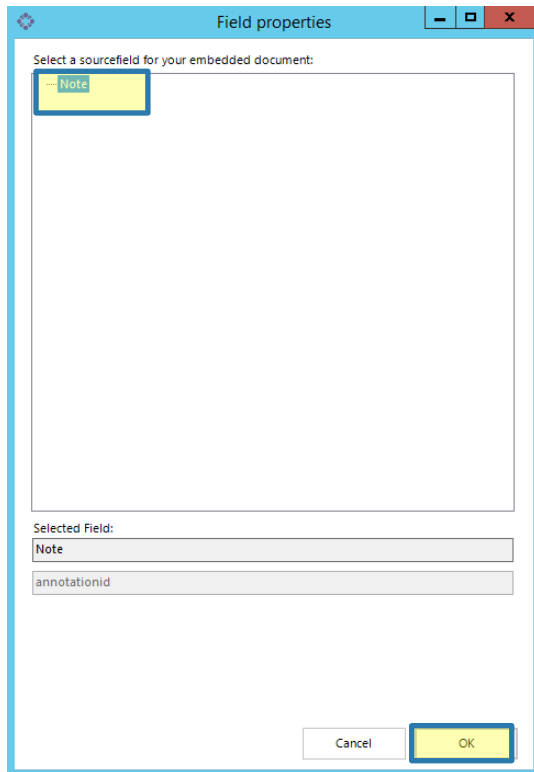 Field properties
Select a sourcefield for your embedded document:
Note
Selected Field:
Note
annotationid
Cancel OK